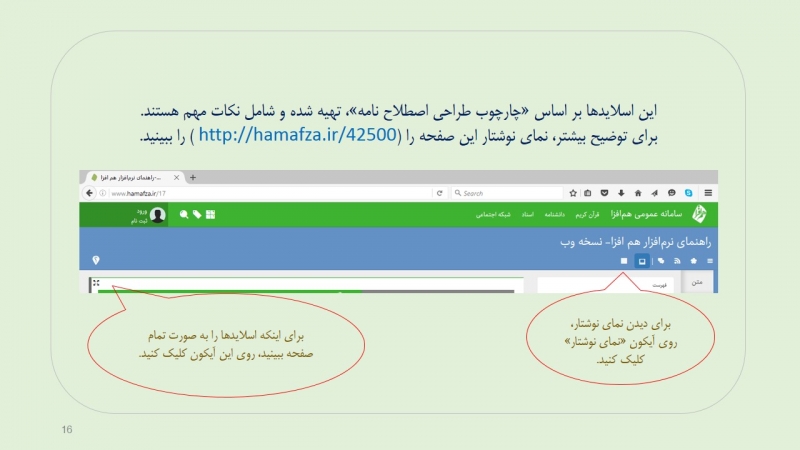 این اسلایدها بر اساس «چارچوب طراحی اصطلاح نامه»، تهیه شده و شامل نکات مهم هستند.
برای توضیح بیشتر، نمای نوشتار این صفحه را (http://hamafza.ir/42500 ) را ببینید.
راهنمای نرم‌افزار هم افزا-...
www.hamafza.ir/17
Search
سامانه عمومی هم‌افزا
قرآن کریم
دانشنامه
اسناد
شبکه اجتماعی
ورود
ثبت نام
راهنمای نرم‌افزار هم افزا- نسخه وب
متن
فهرست
برای دیدن نمای نوشتار،
روی آیکون «نمای نوشتار»
کلیک کنید.
برای اینکه اسلایدها را به صورت تمام
صفحه ببینید، روی این آیکون کلیک کنید.
16